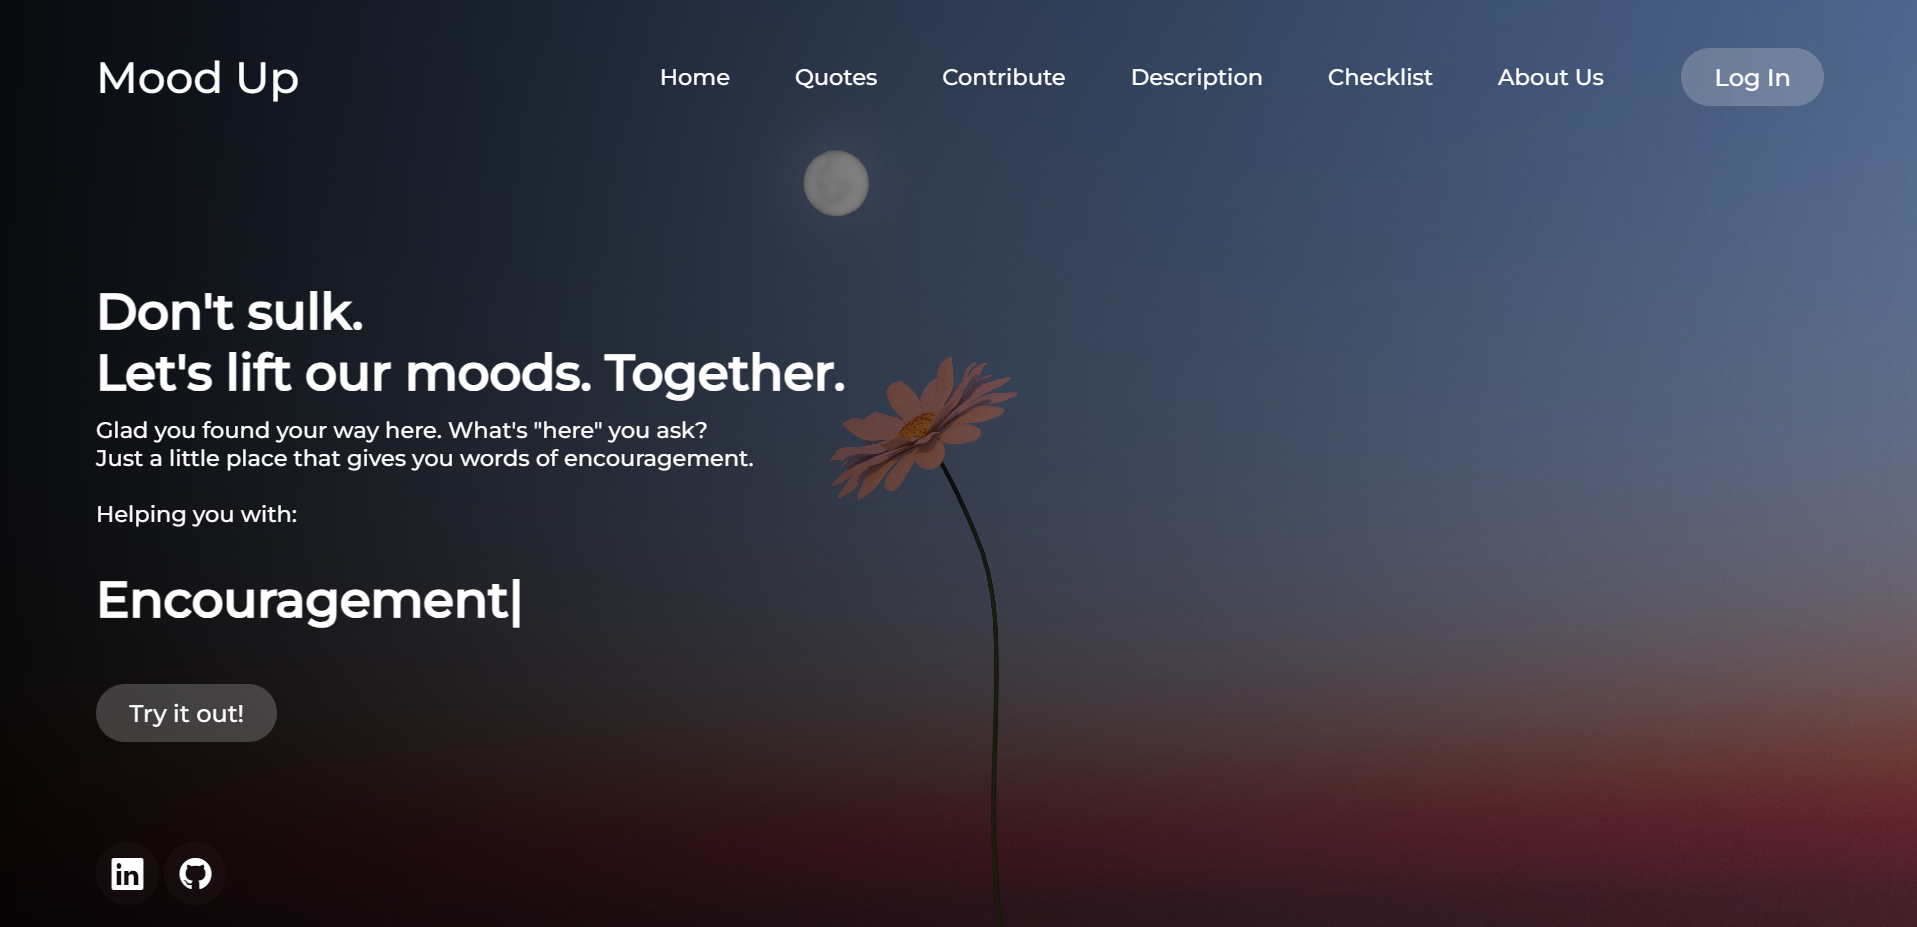 Mood Up
Home Quotes Contribute Description Checklist About Us Log In
Don't sulk.
Let's lift our moods. Together.
Glad you found your way here. What's "here" you ask?
Just a little place that gives you words of encouragement.
Helping you with:
Encouragement|
Try it out!
in